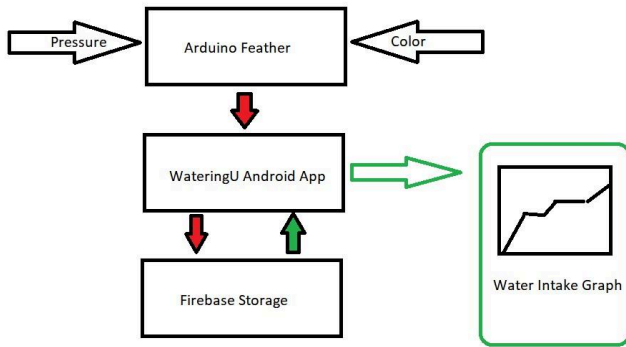 Pressure
Arduino Feather
Color
WateringU Android App
Firebase Storage
Water Intake Graph